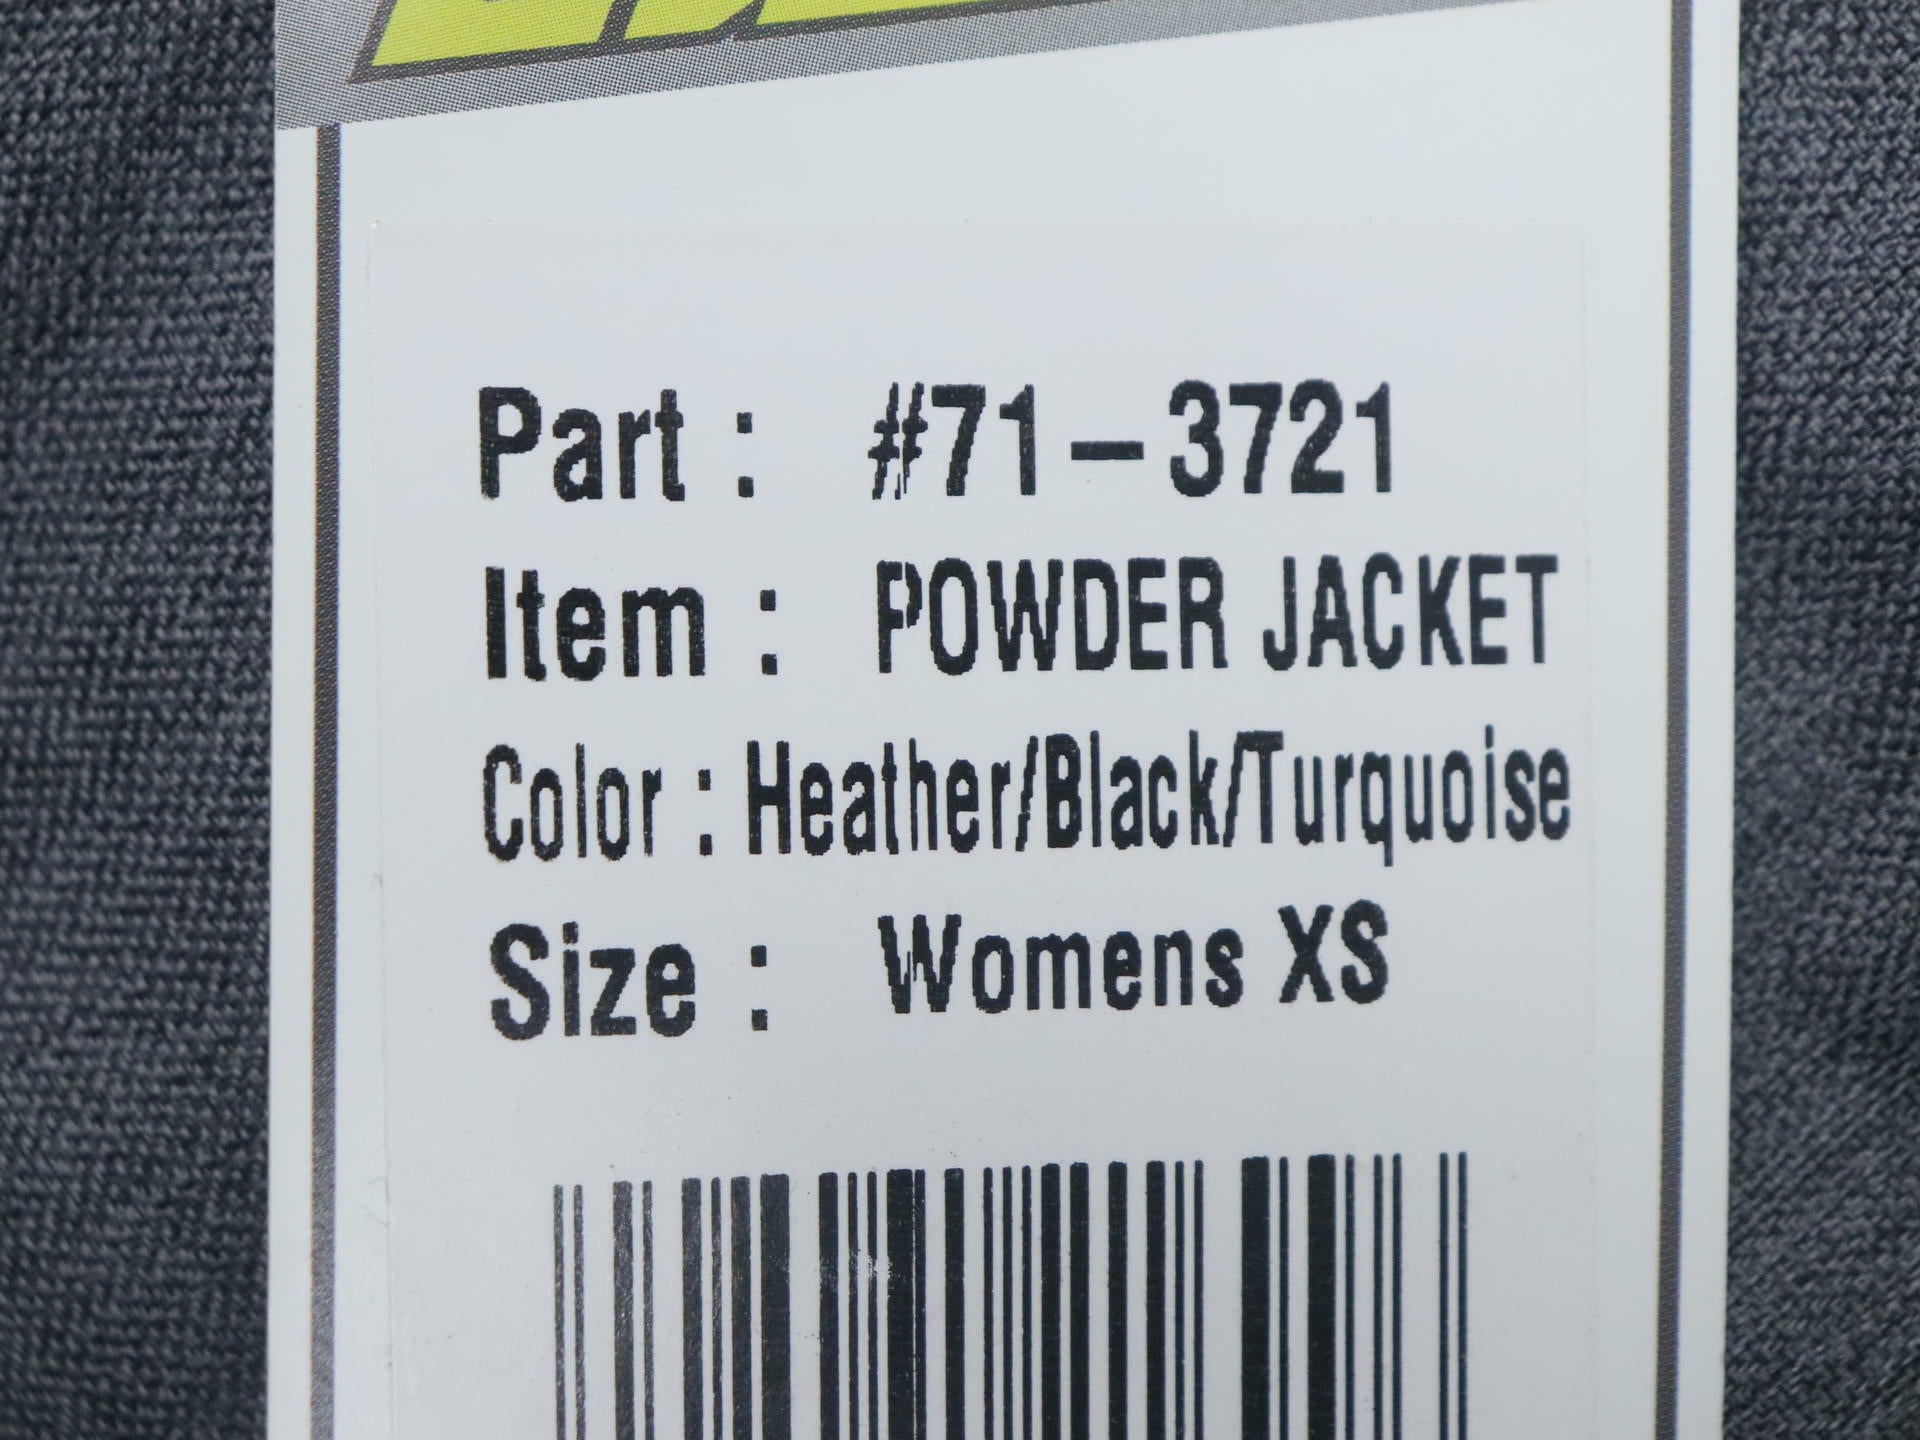 Part : #71-3721
Item : POWDER JACKET
Color : Heather/Black/Turquoise
Size : Womens XS